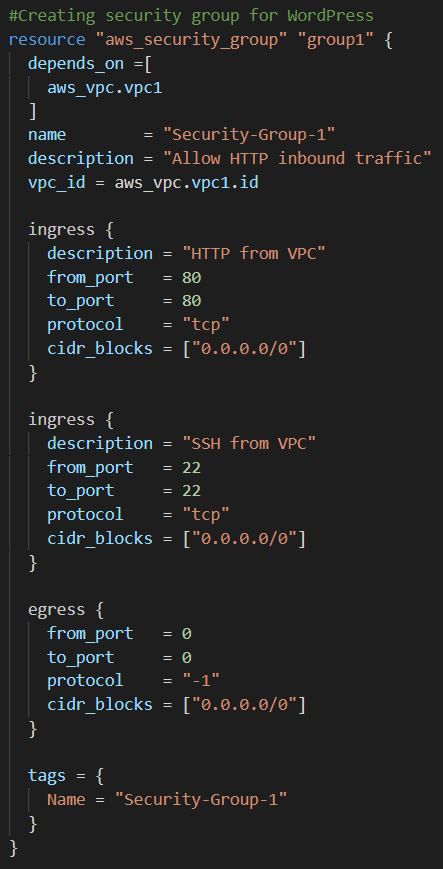 #Creating security group for WordPress
resource "aws_security_group" "group1" {
  depends_on =[
    aws_vpc.vpc1
  ]
  name        = "Security-Group-1"
  description = "Allow HTTP inbound traffic"
  vpc_id = aws_vpc.vpc1.id

  ingress {
    description = "HTTP from VPC"
    from_port   = 80
    to_port     = 80
    protocol    = "tcp"
    cidr_blocks = ["0.0.0.0/0"]
  }

  ingress {
    description = "SSH from VPC"
    from_port   = 22
    to_port     = 22
    protocol    = "tcp"
    cidr_blocks = ["0.0.0.0/0"]
  }

  egress {
    from_port   = 0
    to_port     = 0
    protocol    = "-1"
    cidr_blocks = ["0.0.0.0/0"]
  }

  tags = {
    Name = "Security-Group-1"
  }
}